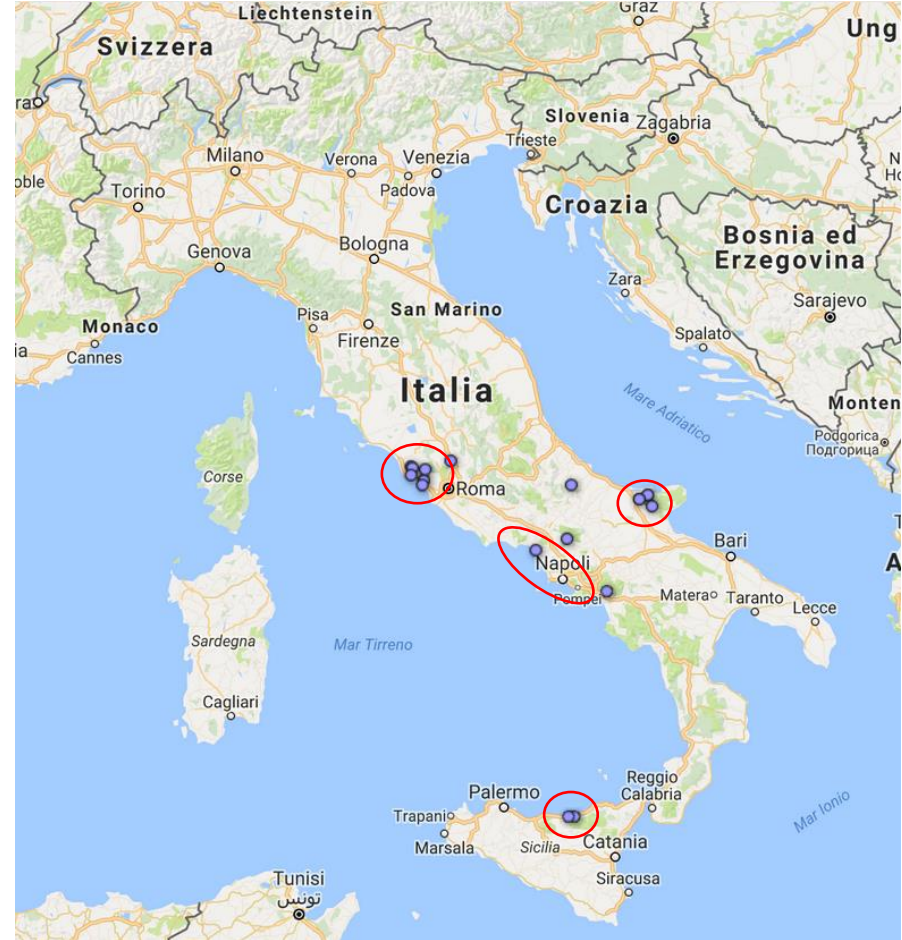 Liechtenstein
Graz
Svizzera
Ung
Slovenia
Zagabria
Milano
Verona
Venezia
Trieste
Padova
Torino
Croazia
Bosnia ed
Erzegovina
Genova
Bologna
Zara
Sarajevo
Monaco
Pisa
San Marino
Cannes
Firenze
Spalato
Italia
Mare Adriatico
Monten
Podgorica
Подгорица
Corse
Roma
Bari
Napoli
Pompei
Matera
Taranto
Lecce
Sardegna
Mar Tirreno
Cagliari
Reggio
Calabria
Palermo
Trapani
Marsala
Sicilia
Catania
Mar Ionio
Siracusa
Tunisi
تونس